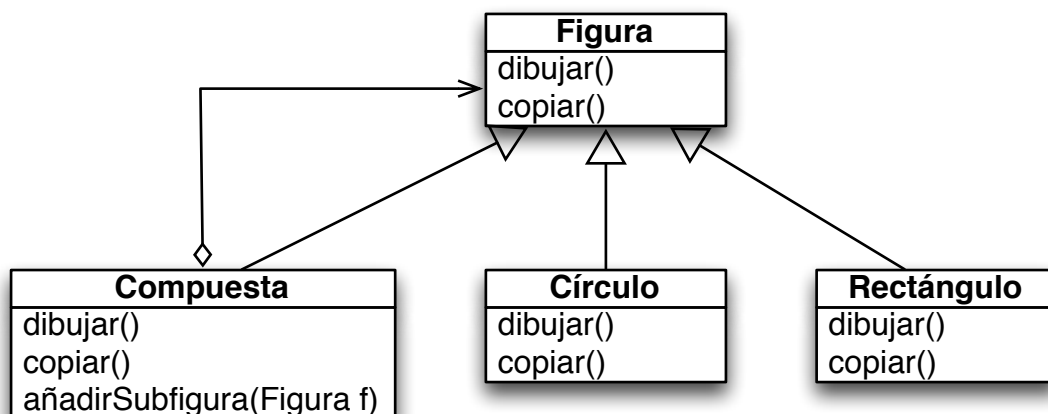 Figura
dibujar()
copiar()
Compuesta
dibujar()
copiar()
añadirSubfigura(Figura f)
Círculo
dibujar()
copiar()
Rectángulo
dibujar()
copiar()